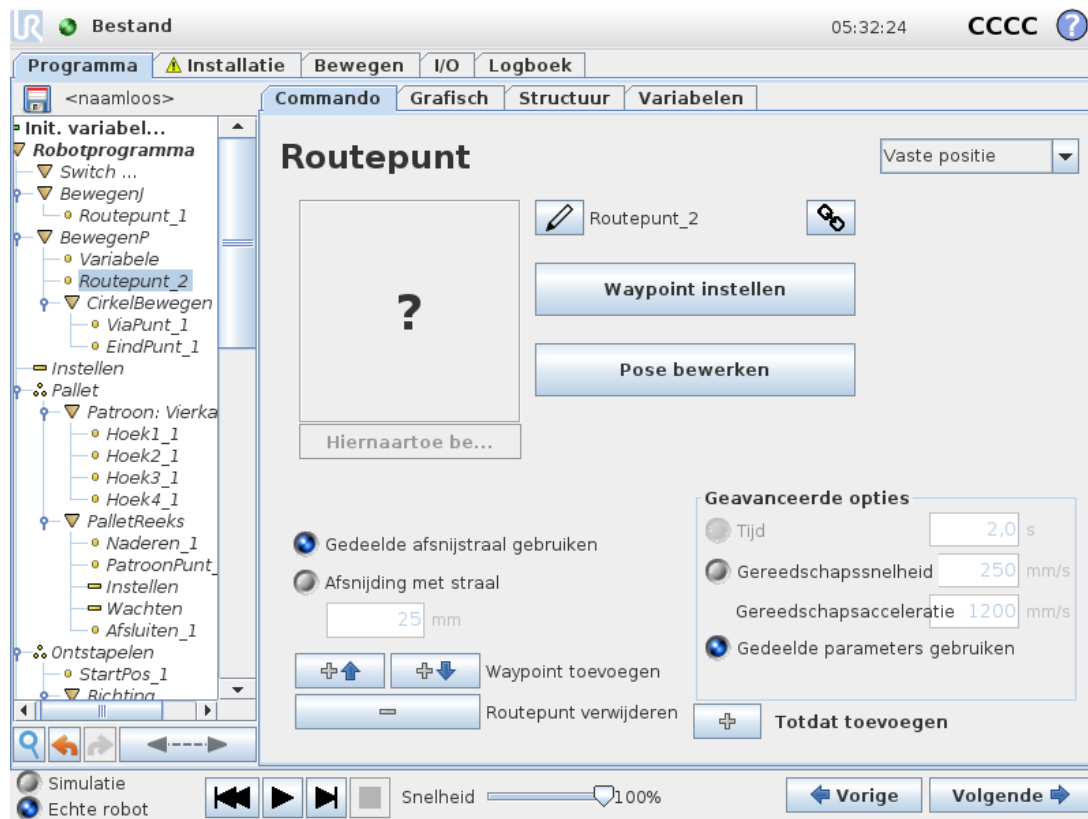 UR Bestand 05:32:24 CCCC ?
Programma Installatie Bewegen I/O Logboek
<naamloos>
Commando Grafisch Structuur Variabelen
Init. variabel...
Robotprogramma
Switch ...
BewegenJ
Routepunt_1
BewegenP
Variabele
Routepunt_2
CirkelBewegen
ViaPunt_1
EindPunt_1
Instellen
Pallet
Patroon: Vierka
Hoek1_1
Hoek2_1
Hoek3_1
Hoek4_1
PalletReeks
Naderen_1
PatroonPunt_
Instellen
Wachten
Afsluiten_1
Ontstapelen
StartPos_1
Richting
Routepunt
Vaste positie
?
Hiernaartoe be...
Routepunt_2
Waypoint instellen
Pose bewerken
Gedeelde afsnijstraal gebruiken
Afsnijding met straal
25 mm
Waypoint toevoegen
Routepunt verwijderen
Geavanceerde opties
Tijd 2,0 s
Gereedschapssnelheid 250 mm/s
Gereedschapsacceleratie 1200 mm/s
Gedeelde parameters gebruiken
Totdat toevoegen
Simulatie
Echte robot
Snelheid 100%
Vorige
Volgende